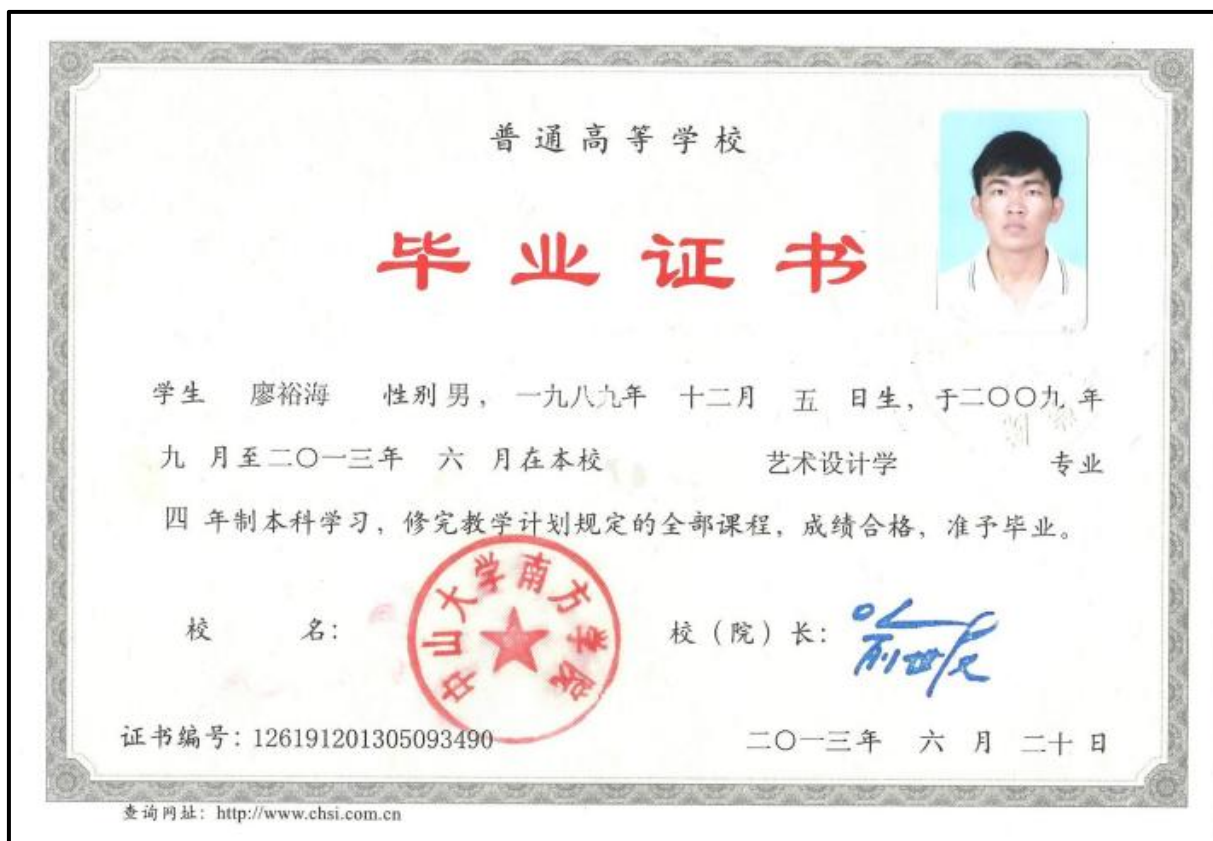 普通高等学校
毕业证书
学生 廖裕海 性别 男，一九八九年 十二月 五 日生，于二〇〇九 年
九 月至二〇一三年 六 月在本校 艺术设计学 专业
四 年制本科学习，修完教学计划规定的全部课程，成绩合格，准予毕业。
校 名：
中山大学南方学院
校（院）长：
证书编号：126191201305093490
二〇一三年 六 月 二十 日
查询网址：http://www.chsi.com.cn